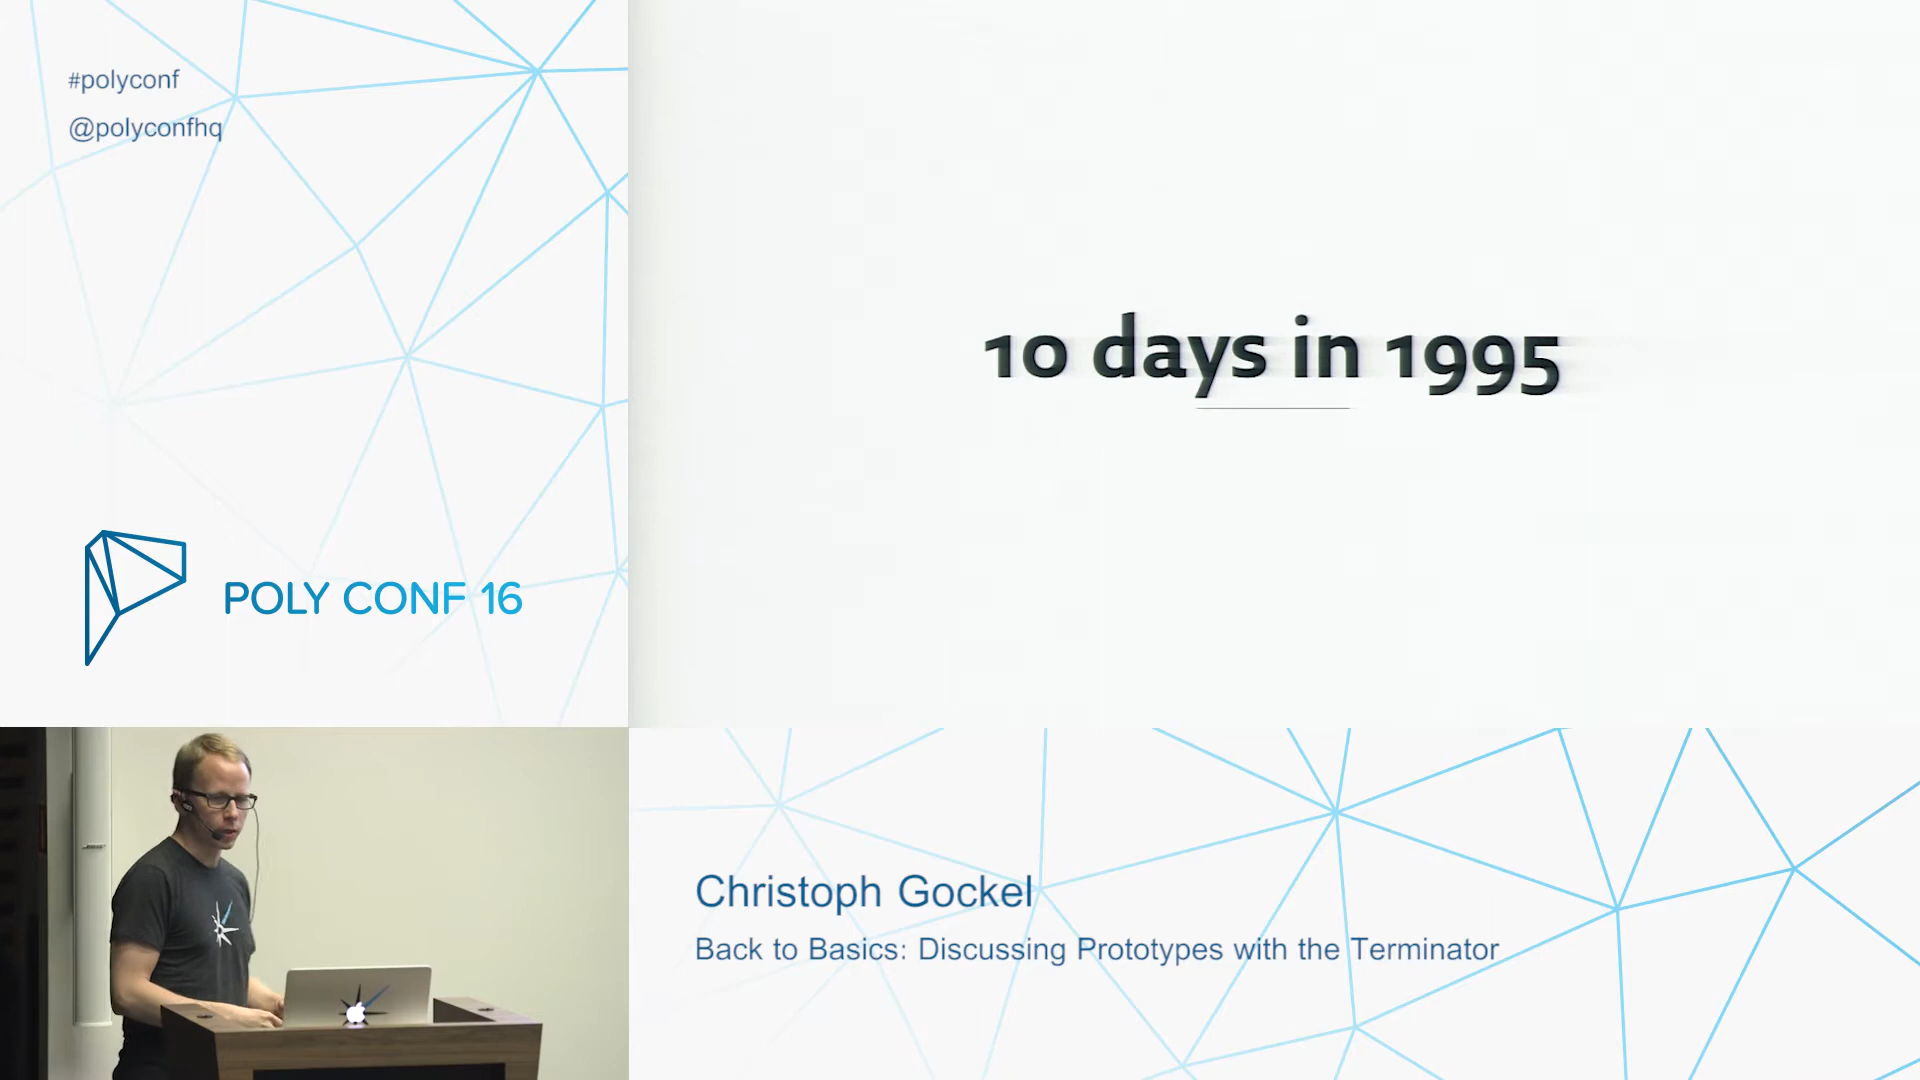 #polyconf
@polyconfhq
10 days in 1995
POLY CONF 16
Christoph Gockel
Back to Basics: Discussing Prototypes with the Terminator